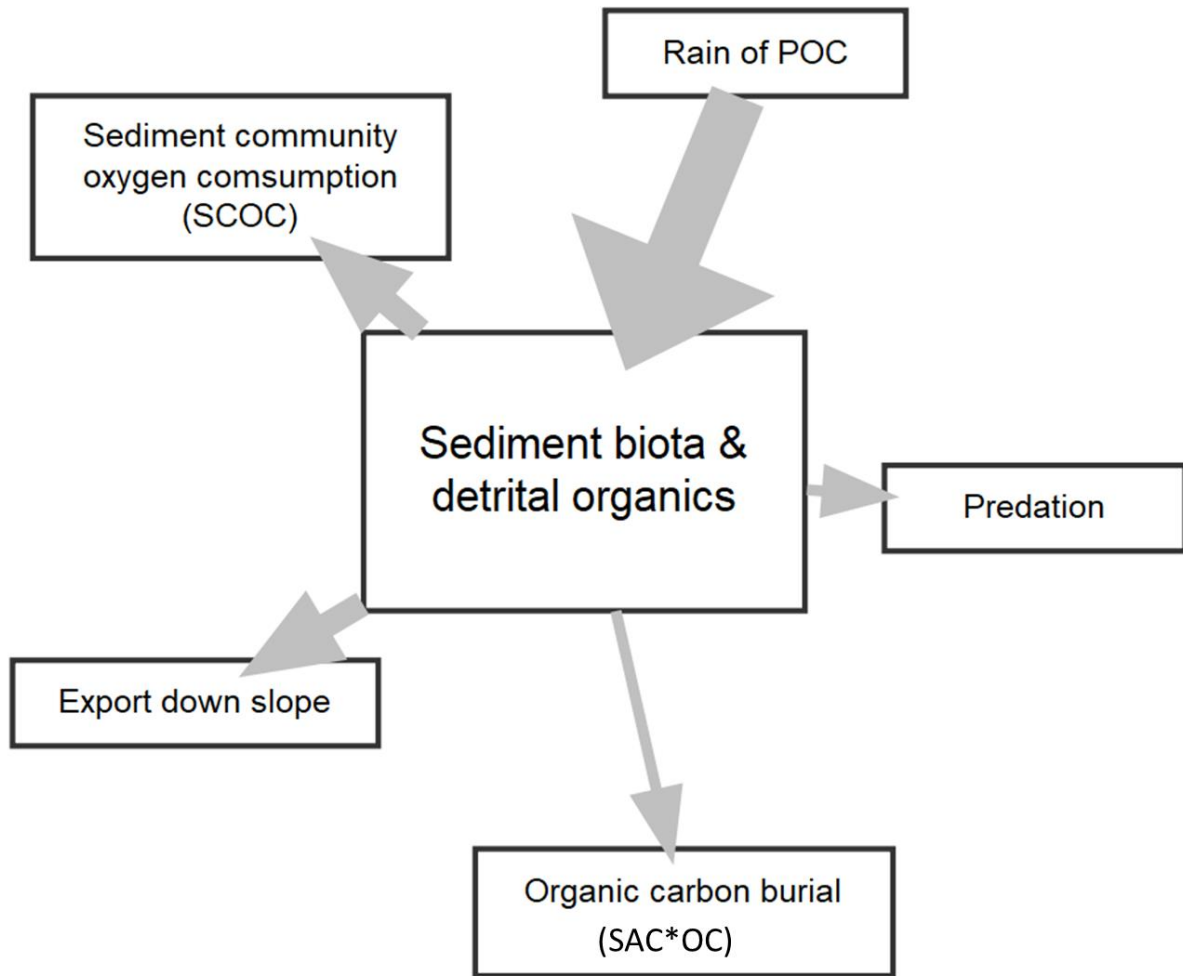 Rain of POC
Sediment community
oxygen comsumption
(SCOC)
Sediment biota &
detrital organics
Predation
Export down slope
Organic carbon burial
(SAC*OC)